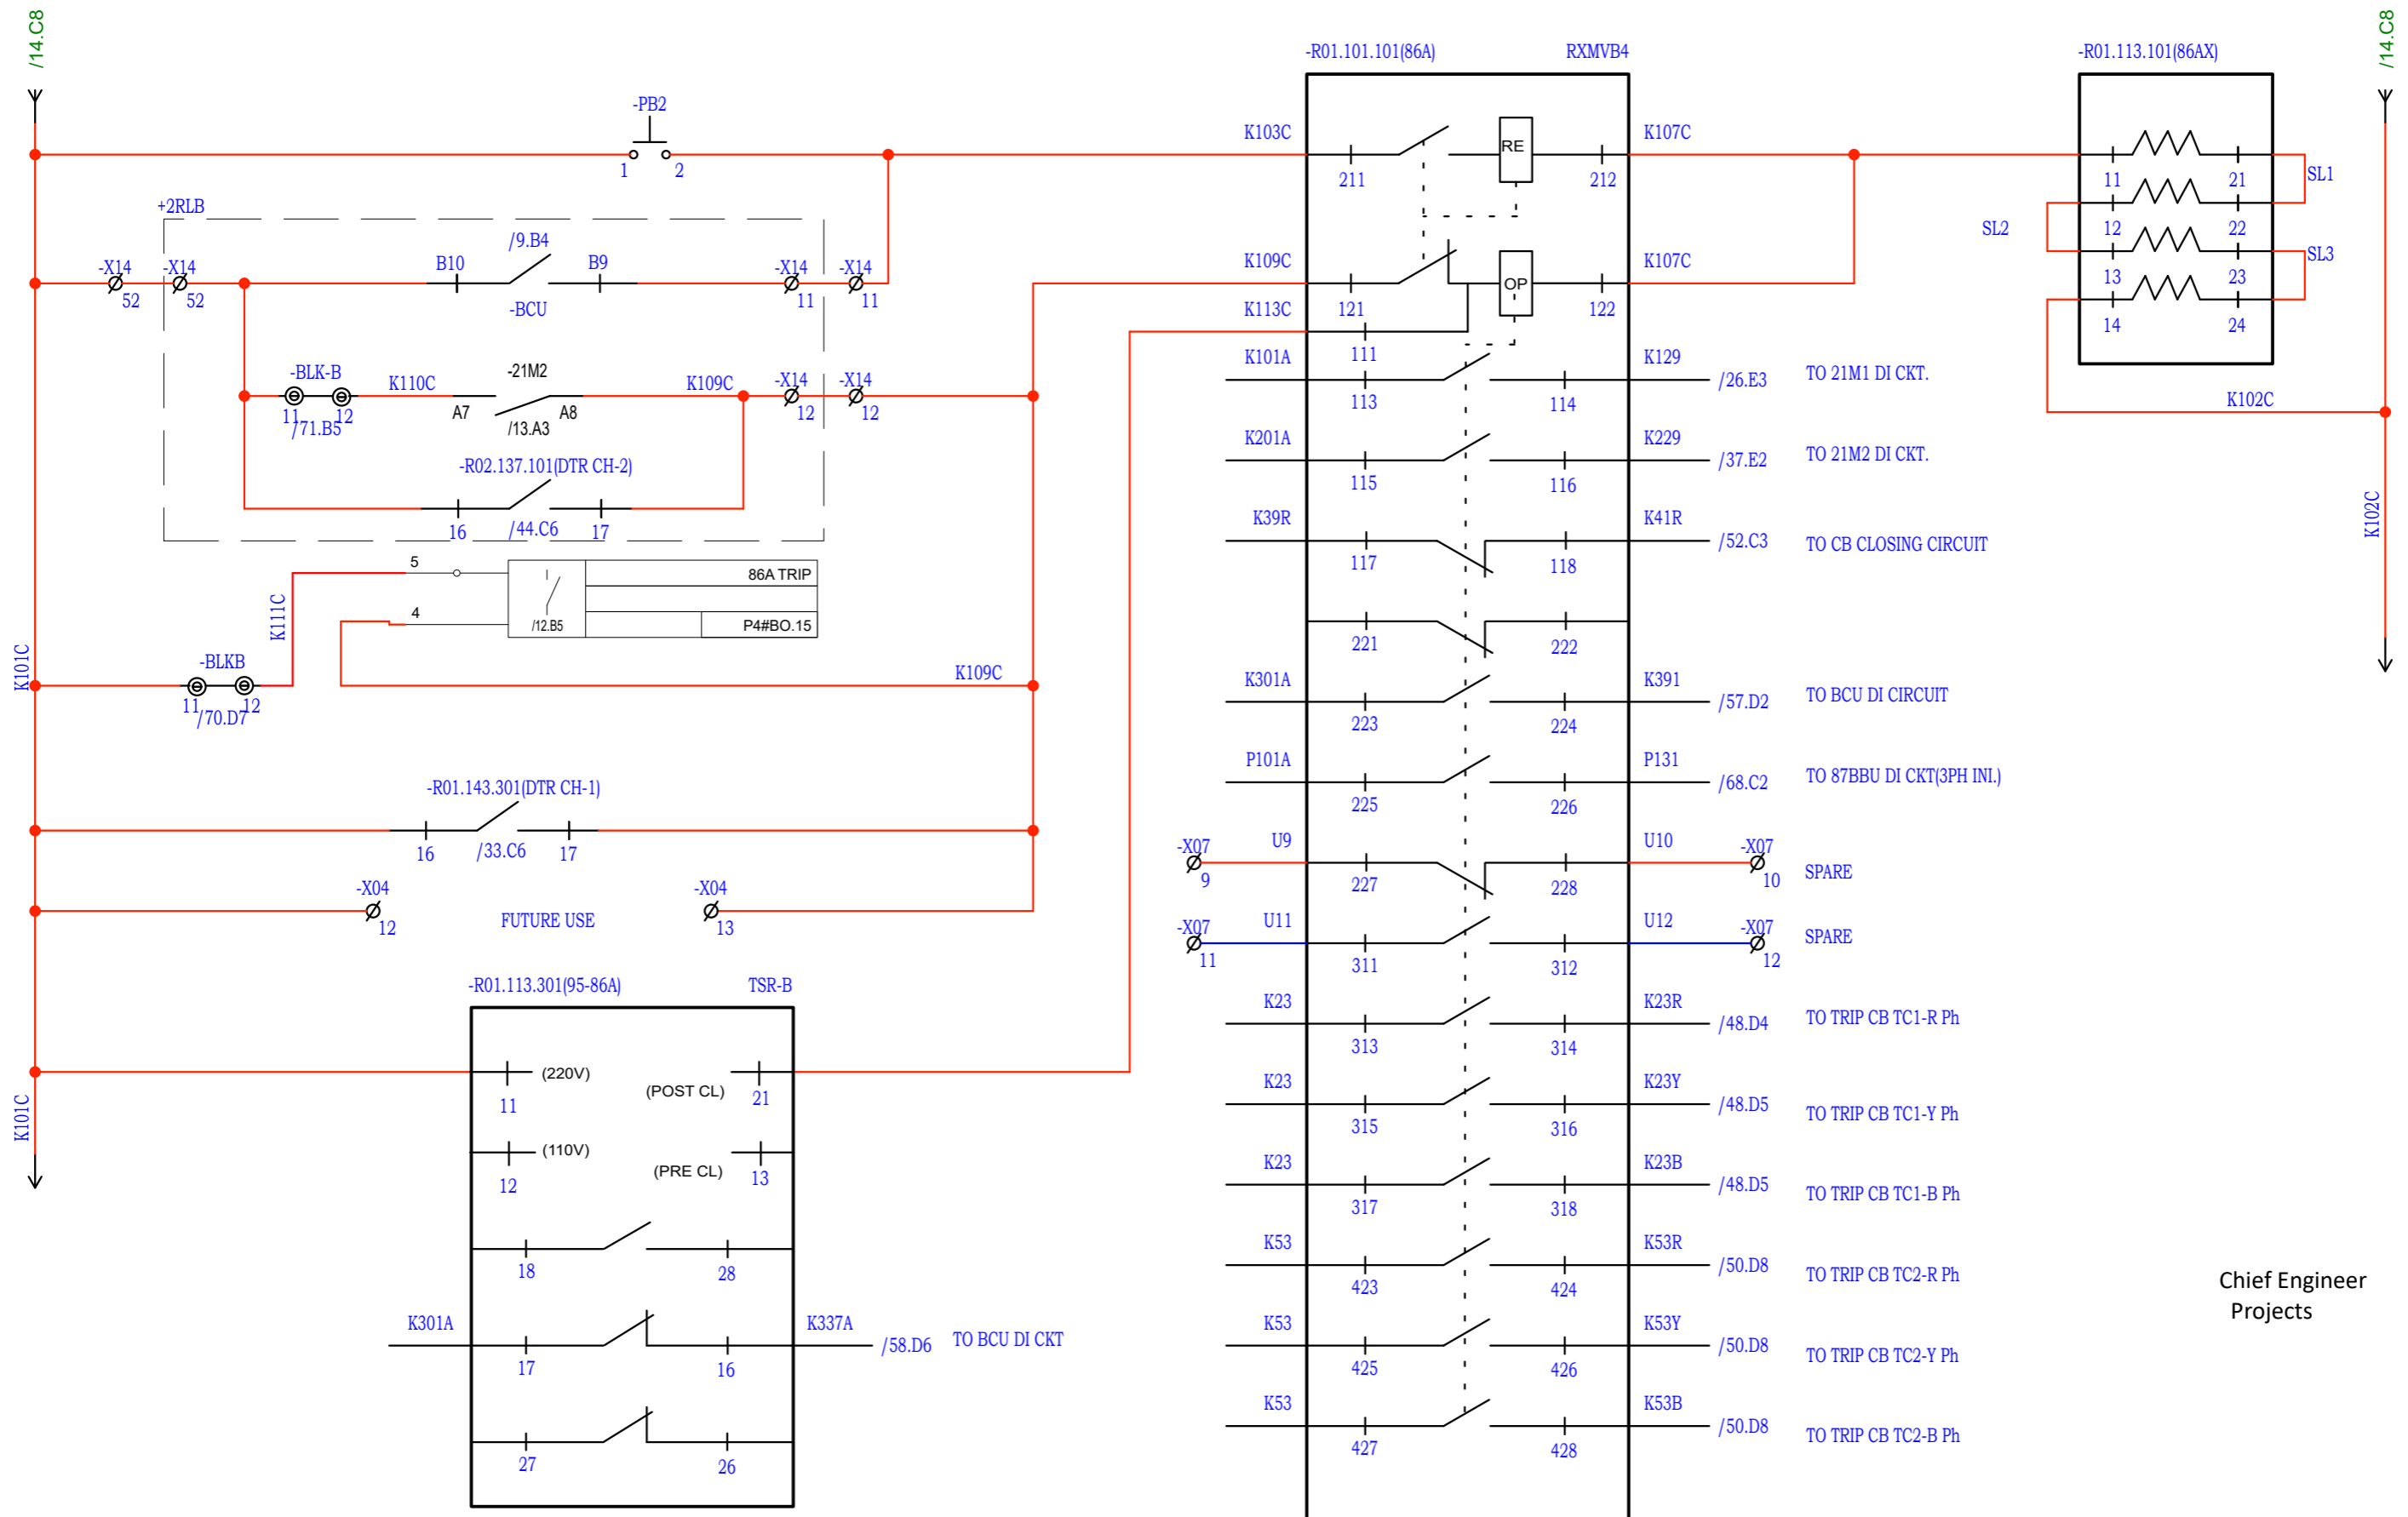 /14.C8
/14.C8
-R01.101.101(86A)
RXMVB4
-R01.113.101(86AX)
-PB2
1
2
K103C
211
RE
212
K107C
11
21
SL1
12
22
SL2
13
23
SL3
14
24
K102C
K102C
+2RLB
/9.B4
-X14
52
-X14
52
B10
B9
-BCU
-X14
11
-X14
11
K109C
121
OP
122
K107C
K113C
111
-BLK-B
11
12
/71.B5
K110C
-21M2
A7
A8
/13.A3
K109C
-X14
12
-X14
12
-R02.137.101(DTR CH-2)
16
/44.C6
17
5
4
/12.B5
86A TRIP
P4#BO.15
K111C
K101C
-BLKB
11
12
/70.D7
K109C
-R01.143.301(DTR CH-1)
16
/33.C6
17
-X04
12
FUTURE USE
-X04
13
K101C
-R01.113.301(95-86A)
TSR-B
11
(220V)
(POST CL)
21
12
(110V)
(PRE CL)
13
18
28
K301A
17
16
K337A
/58.D6
TO BCU DI CKT
27
26
K101A
113
114
K129
/26.E3
TO 21M1 DI CKT.
K201A
115
116
K229
/37.E2
TO 21M2 DI CKT.
K39R
117
118
K41R
/52.C3
TO CB CLOSING CIRCUIT
221
222
K301A
223
224
K391
/57.D2
TO BCU DI CIRCUIT
P101A
225
226
P131
/68.C2
TO 87BBU DI CKT(3PH INI.)
-X07
9
U9
227
228
U10
-X07
10
SPARE
-X07
11
U11
311
312
U12
-X07
12
SPARE
K23
313
314
K23R
/48.D4
TO TRIP CB TC1-R Ph
K23
315
316
K23Y
/48.D5
TO TRIP CB TC1-Y Ph
K23
317
318
K23B
/48.D5
TO TRIP CB TC1-B Ph
K53
423
424
K53R
/50.D8
TO TRIP CB TC2-R Ph
K53
425
426
K53Y
/50.D8
TO TRIP CB TC2-Y Ph
K53
427
428
K53B
/50.D8
TO TRIP CB TC2-B Ph
Chief Engineer
Projects